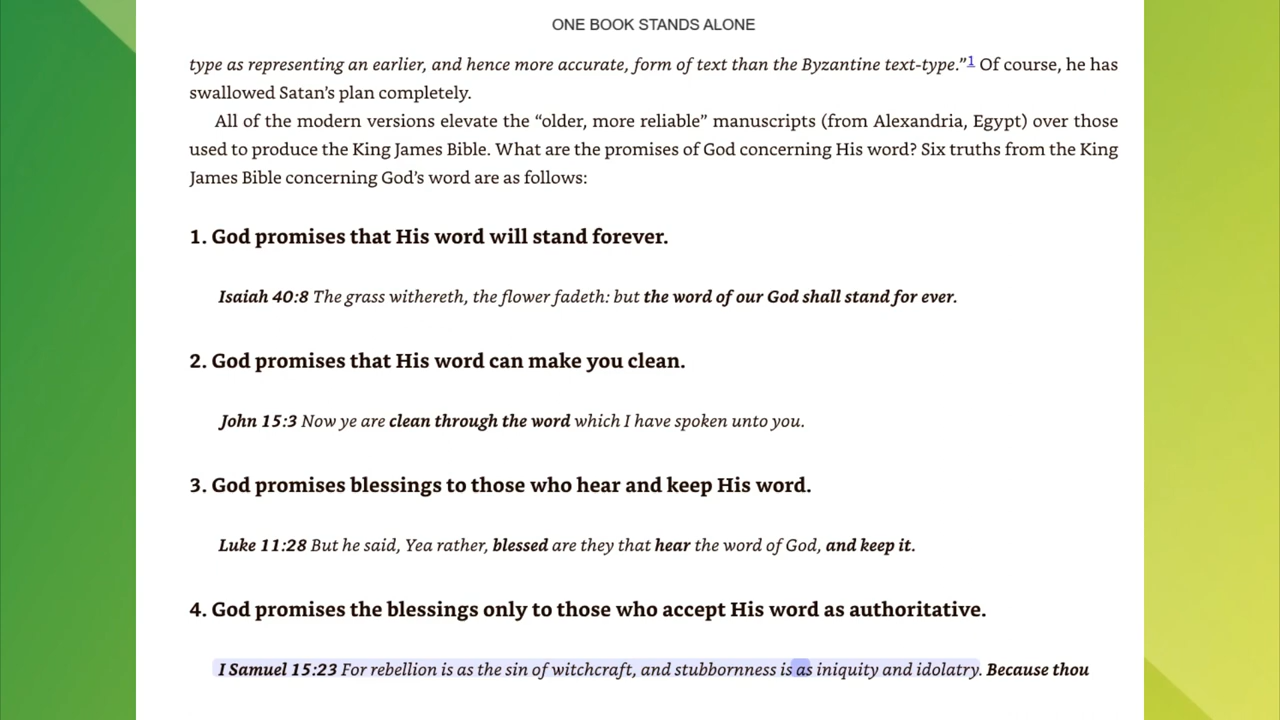 ONE BOOK STANDS ALONE
type as representing an earlier, and hence more accurate, form of text than the Byzantine text-type.”1 Of course, he has
swallowed Satan’s plan completely.
All of the modern versions elevate the “older, more reliable” manuscripts (from Alexandria, Egypt) over those
used to produce the King James Bible. What are the promises of God concerning His word? Six truths from the King
James Bible concerning God’s word are as follows:
1. God promises that His word will stand forever.
Isaiah 40:8 The grass withereth, the flower fadeth: but the word of our God shall stand for ever.
2. God promises that His word can make you clean.
John 15:3 Now ye are clean through the word which I have spoken unto you.
3. God promises blessings to those who hear and keep His word.
Luke 11:28 But he said, Yea rather, blessed are they that hear the word of God, and keep it.
4. God promises the blessings only to those who accept His word as authoritative.
I Samuel 15:23 For rebellion is as the sin of witchcraft, and stubbornness is as iniquity and idolatry. Because thou